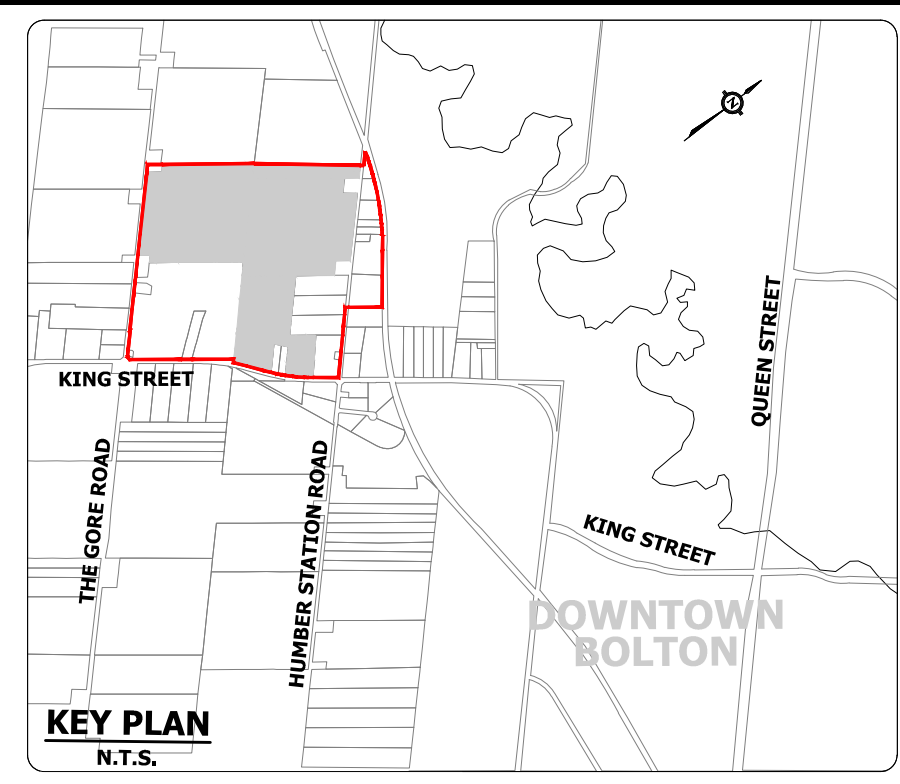 N
QUEEN STREET
KING STREET
THE GORE ROAD
HUMBER STATION ROAD
KING STREET
DOWNTOWN
BOLTON
KEY PLAN
N.T.S.